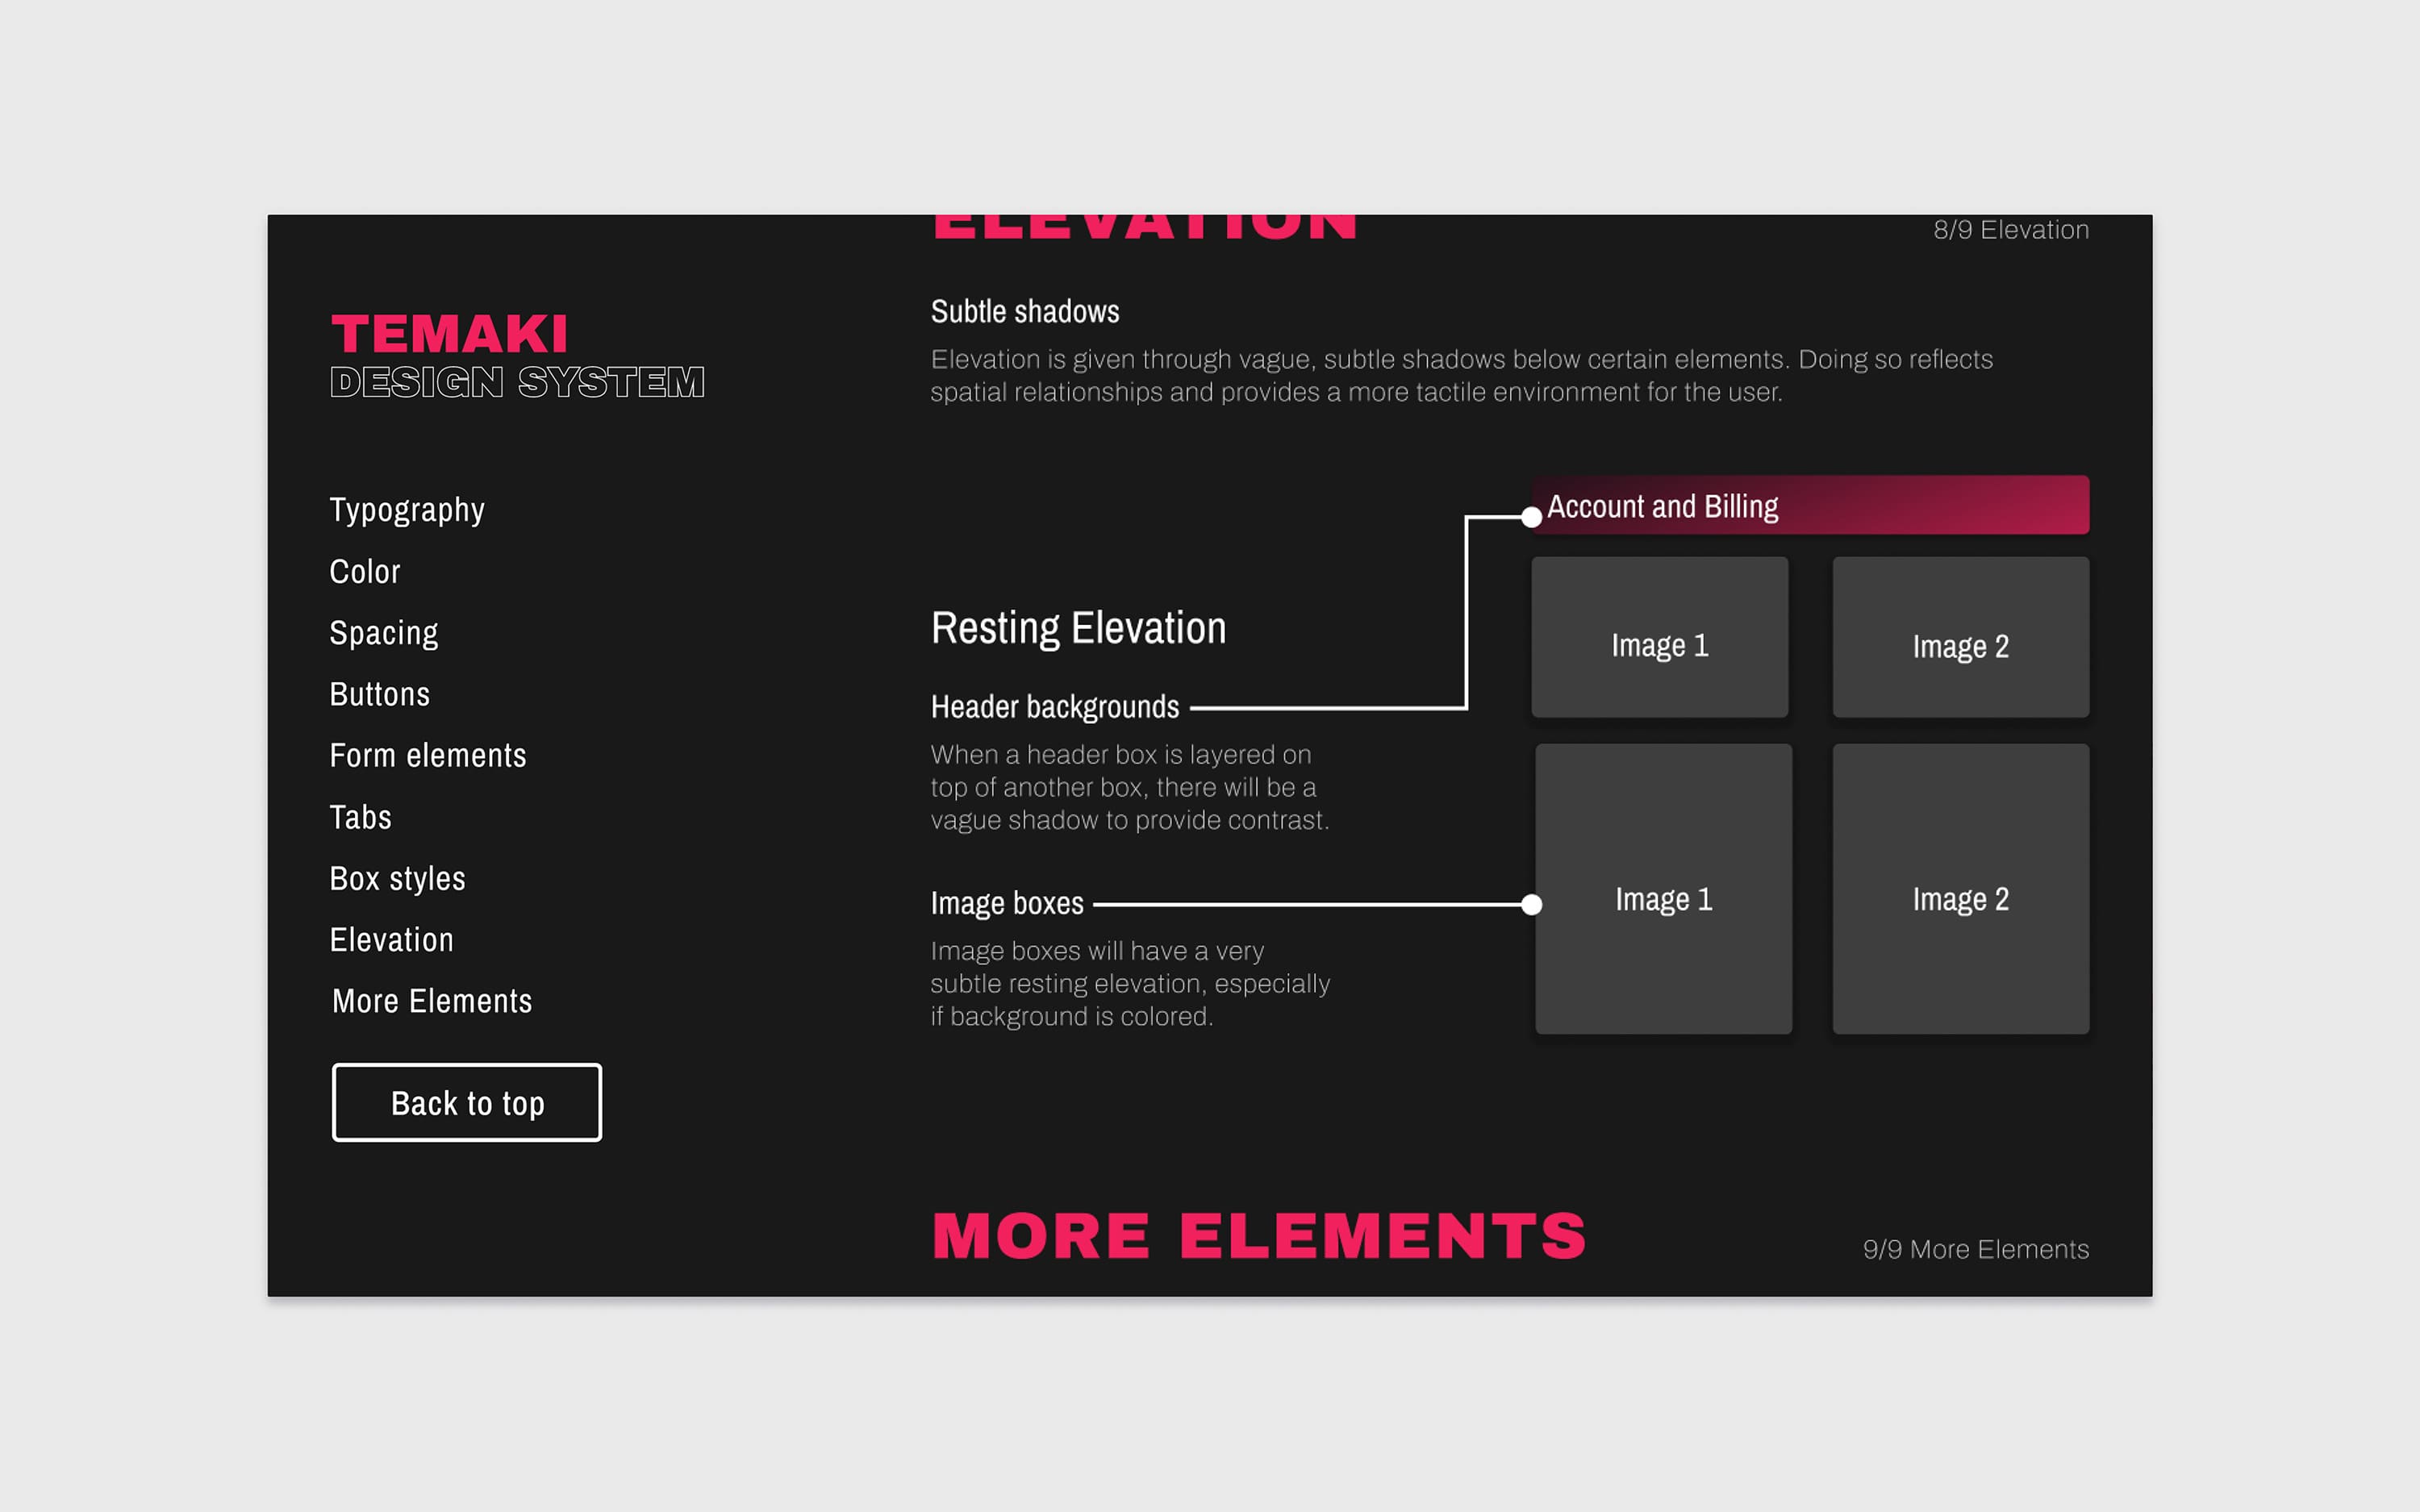 ELEVATION
8/9 Elevation
TEMAKI
DESIGN SYSTEM
Typography
Color
Spacing
Buttons
Form elements
Tabs
Box styles
Elevation
More Elements
Back to top
Subtle shadows
Elevation is given through vague, subtle shadows below certain elements. Doing so reflects
spatial relationships and provides a more tactile environment for the user.
Resting Elevation
Header backgrounds
When a header box is layered on
top of another box, there will be a
vague shadow to provide contrast.
Image boxes
Image boxes will have a very
subtle resting elevation, especially
if background is colored.
Account and Billing
Image 1
Image 2
Image 1
Image 2
MORE ELEMENTS
9/9 More Elements